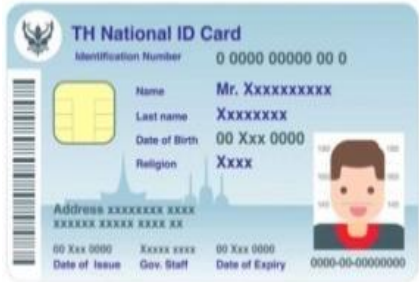 TH National ID Card
Identification Number 0 0000 00000 00 0
Name Mr. Xxxxxxxxxx
Last name Xxxxxxxx
Date of Birth 00 Xxx 0000
Religion Xxxx
Address xxxxxxxx xxxx
xxxxxx xxxxx xxxx xx
00 Xxx 0000 Xxxxx xxxx 00 Xxx 0000
Date of Issue Gov. Staff Date of Expiry 0000-00-00000000